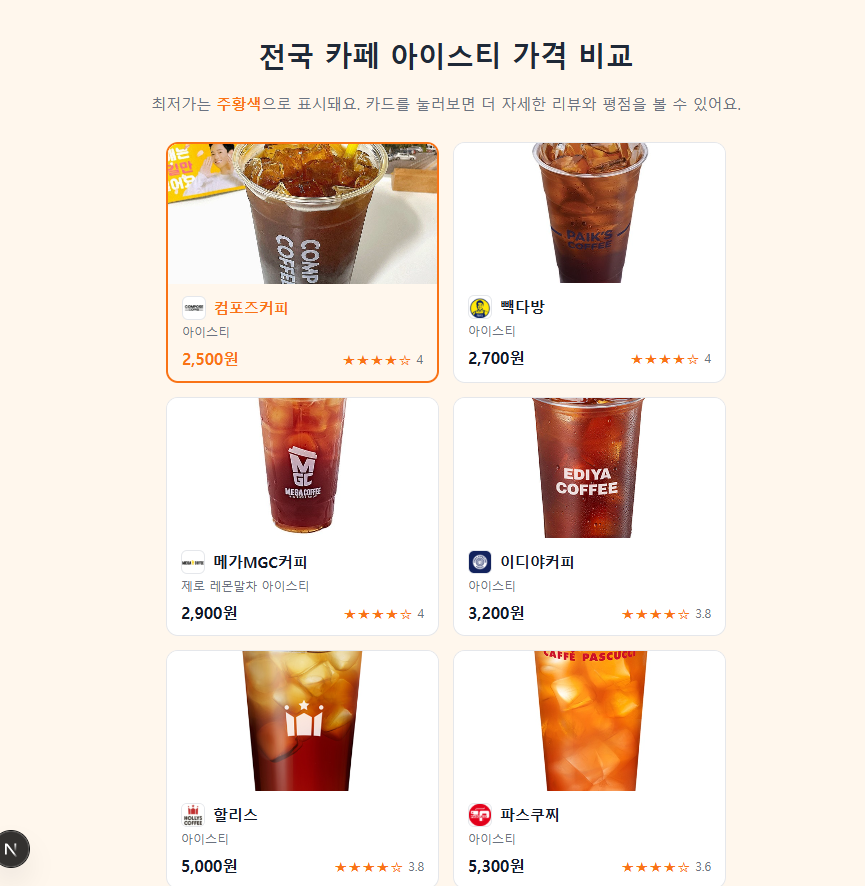 전국 카페 아이스티 가격 비교
최저가는 주황색으로 표시돼요. 카드를 눌러보면 더 자세한 리뷰와 평점을 볼 수 있어요.
COMP
COFFE
PAIK'S
COFFEE
컴포즈커피
아이스티
2,500원
★★★★☆ 4
빽다방
아이스티
2,700원
★★★★☆ 4
MGC
MEGACOFFEE
EDIYA
COFFEE
메가MGC커피
제로 레몬말차 아이스티
2,900원
★★★★☆ 4
이디야커피
아이스티
3,200원
★★★★☆ 3.8
CAFFÉ PASCUCCI
HOLLYS
COFFEE
할리스
아이스티
5,000원
★★★★☆ 3.8
파스쿠찌
아이스티
5,300원
★★★★☆ 3.6
N